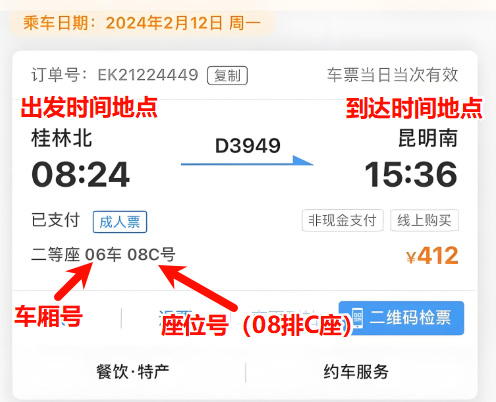 乘车日期：2024年2月12日 周一
订单号：EK21224449 复制 车票当日当次有效
出发时间地点 到达时间地点
桂林北 D3949 昆明南
08:24 15:36
已支付 成人票 非现金支付 线上购买
二等座 06车 08C号 ¥412
车厢号 座位号（08排C座） 二维码检票
餐饮·特产 约车服务